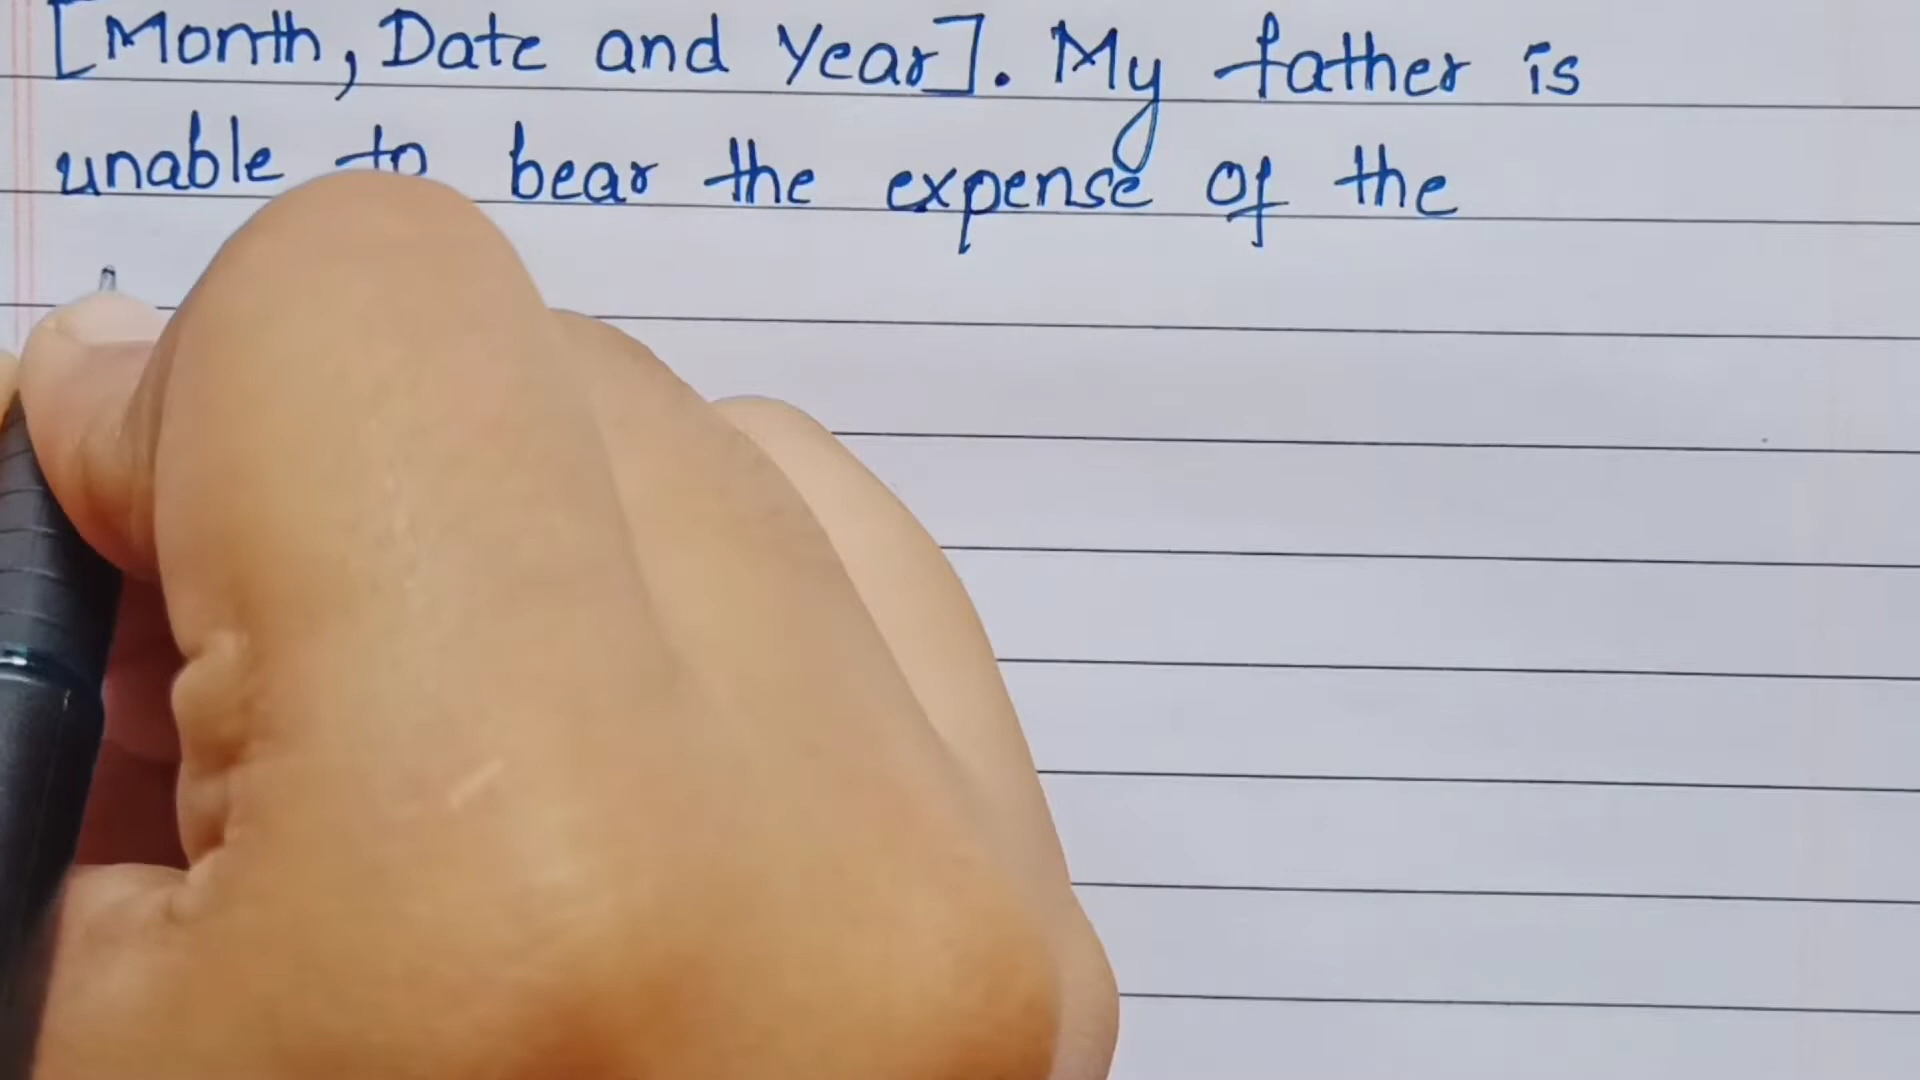 [Month, Date and Year]. My father is
unable to bear the expense of the